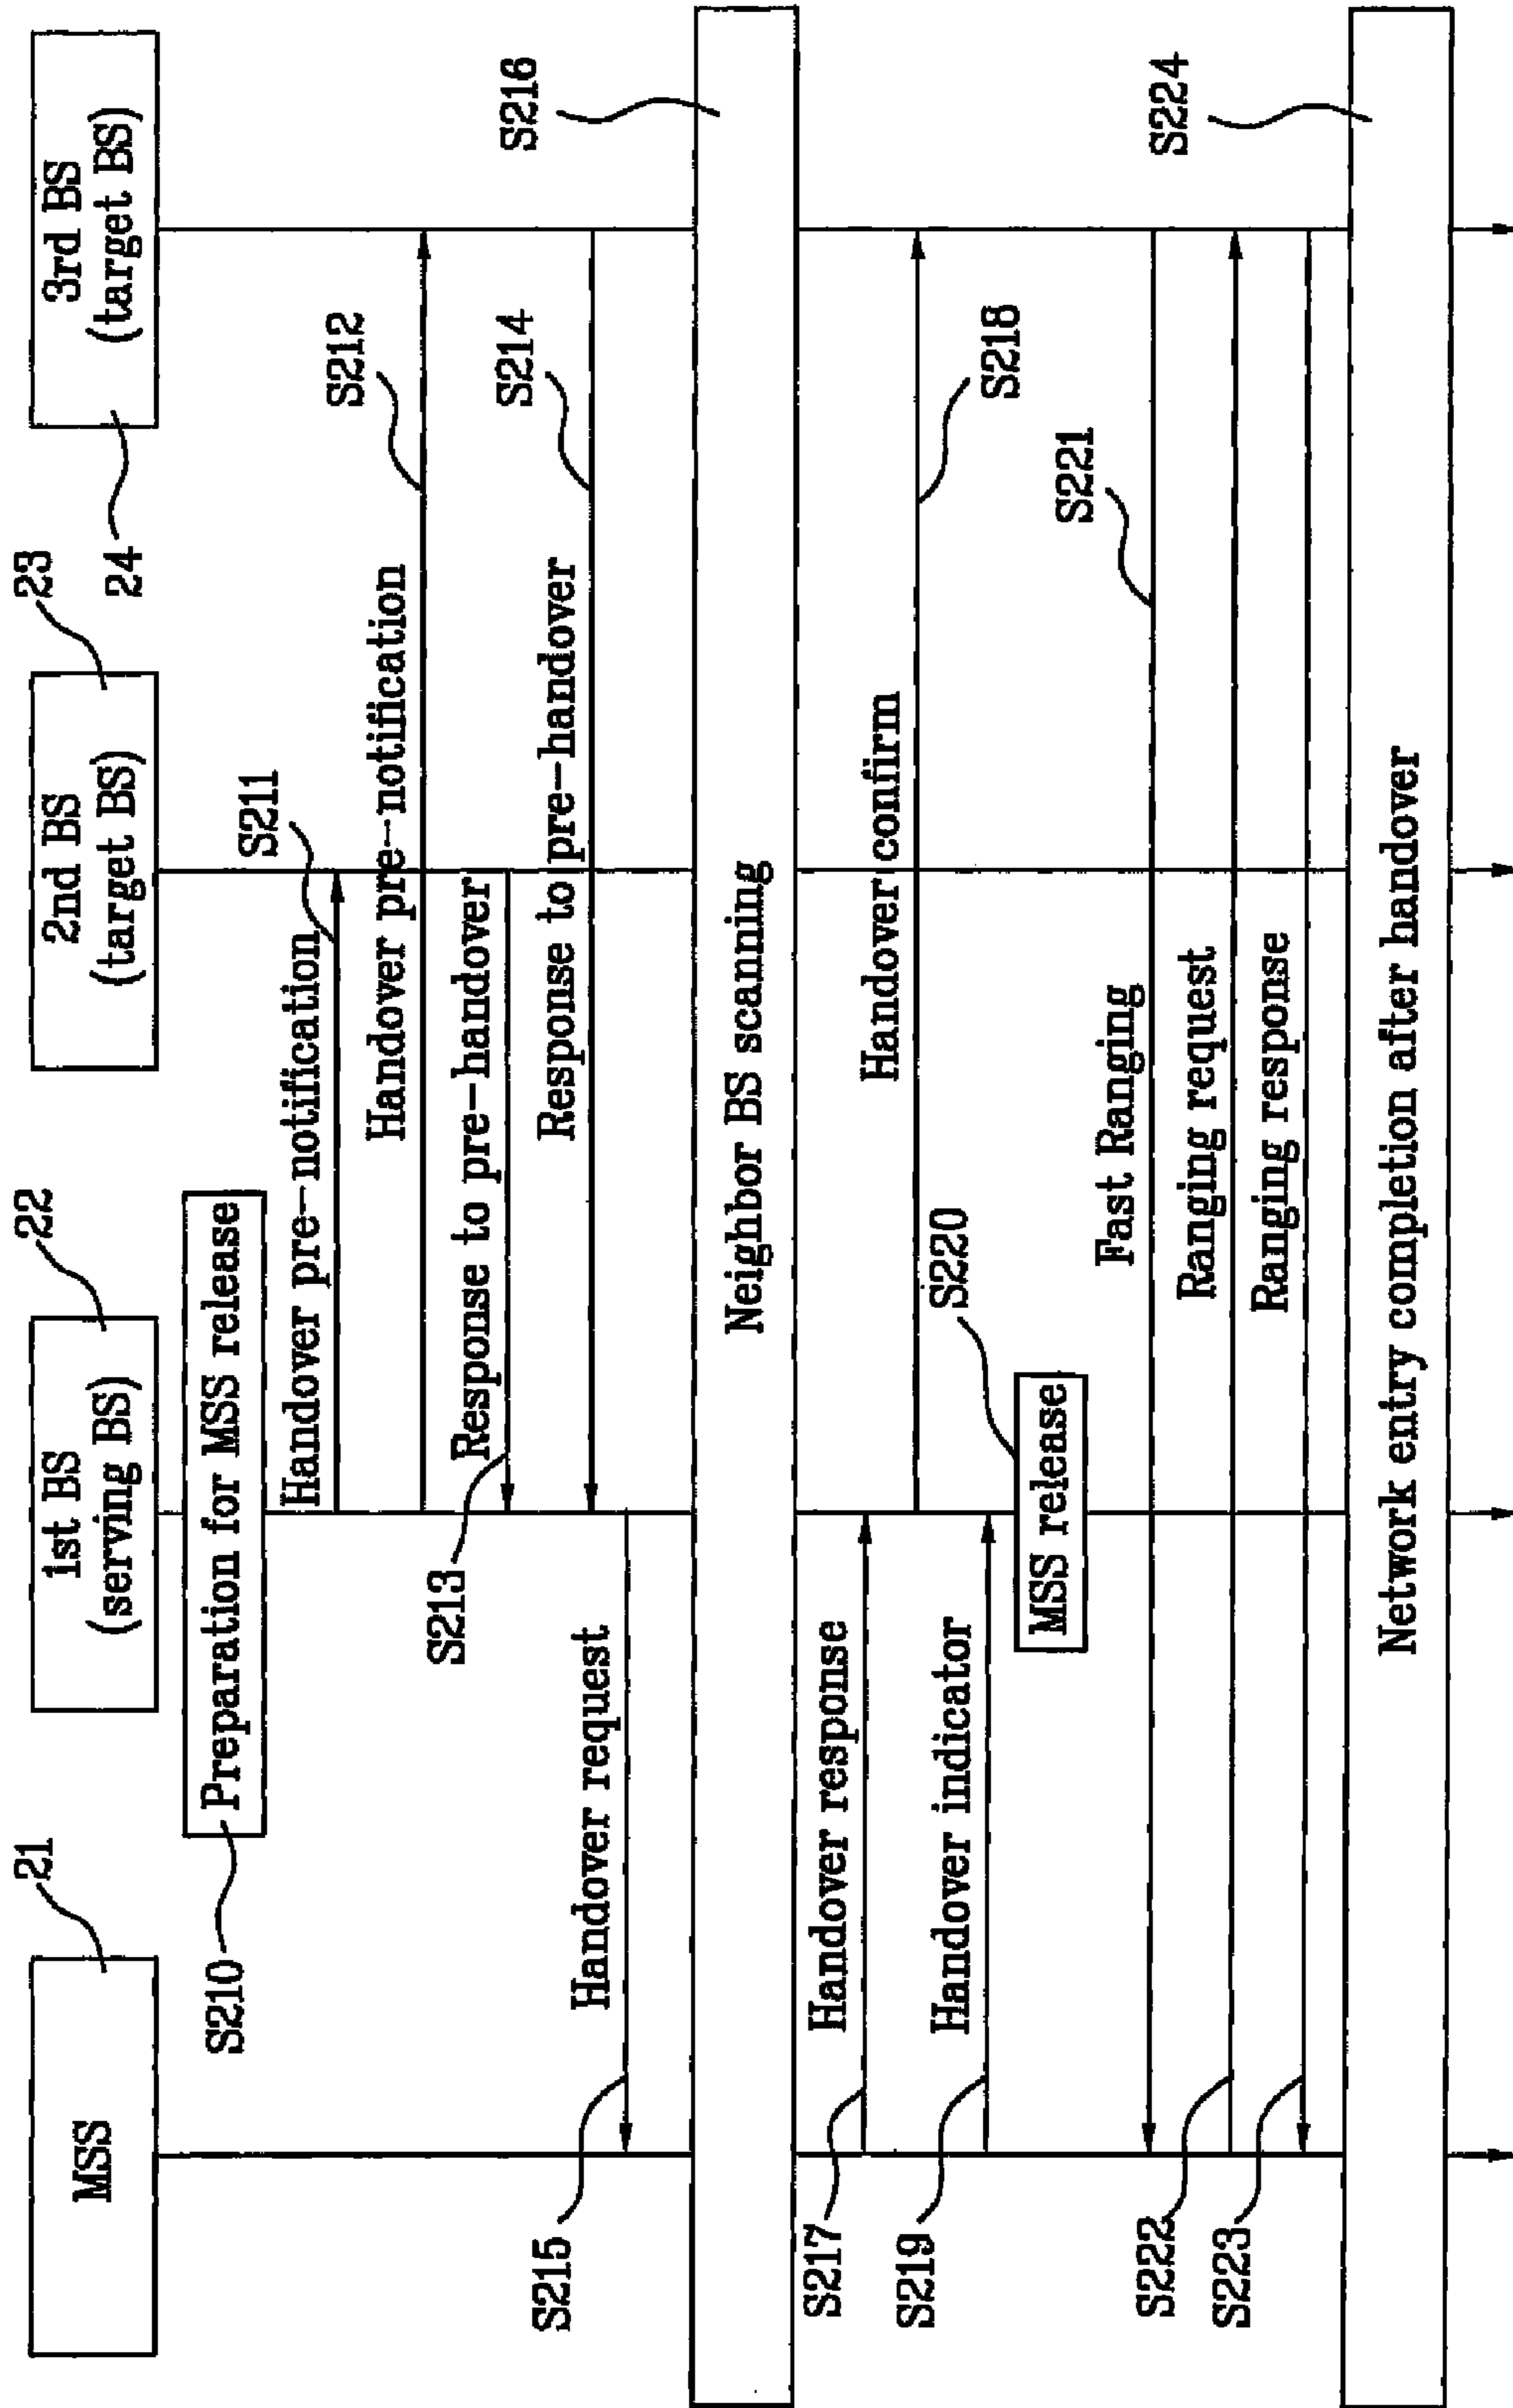 MSS
21
1st BS
(serving BS)
22
2nd BS
(target BS)
23
3rd BS
(target BS)
24
Preparation for MSS release
S210
Handover pre-notification
S211
Handover pre-notification
S212
Response to pre-handover
S213
Response to pre-handover
S214
Handover request
S215
Neighbor BS scanning
S216
Handover response
S217
Handover confirm
S218
Handover indicator
S219
MSS release
S220
Fast Ranging
S221
Ranging request
S222
Ranging response
S223
Network entry completion after handover
S224